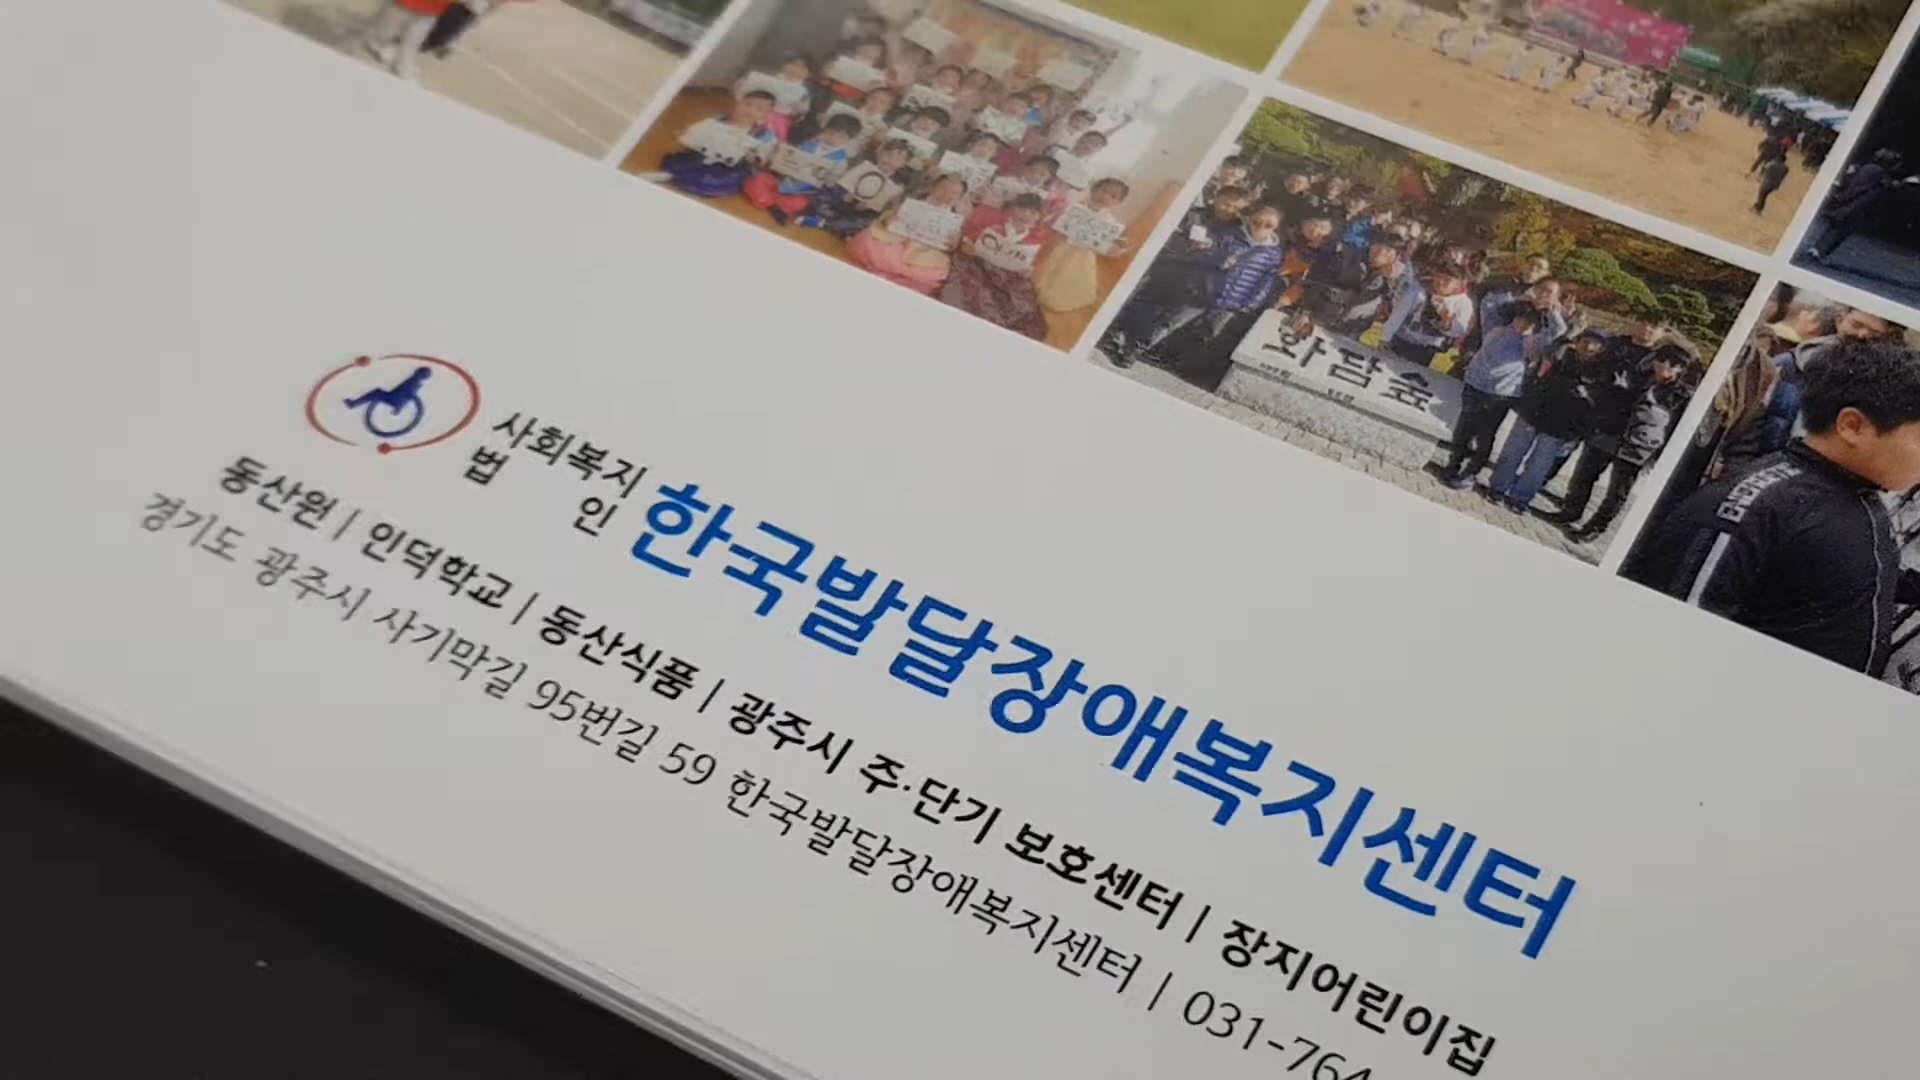 화담숲
사회복지
법인
한국발달장애복지센터
동산원 | 인덕학교 | 동산식품 | 광주시 주·단기 보호센터 | 장지어린이집
경기도 광주시 사기막길 95번길 59 한국발달장애복지센터 | 031-764